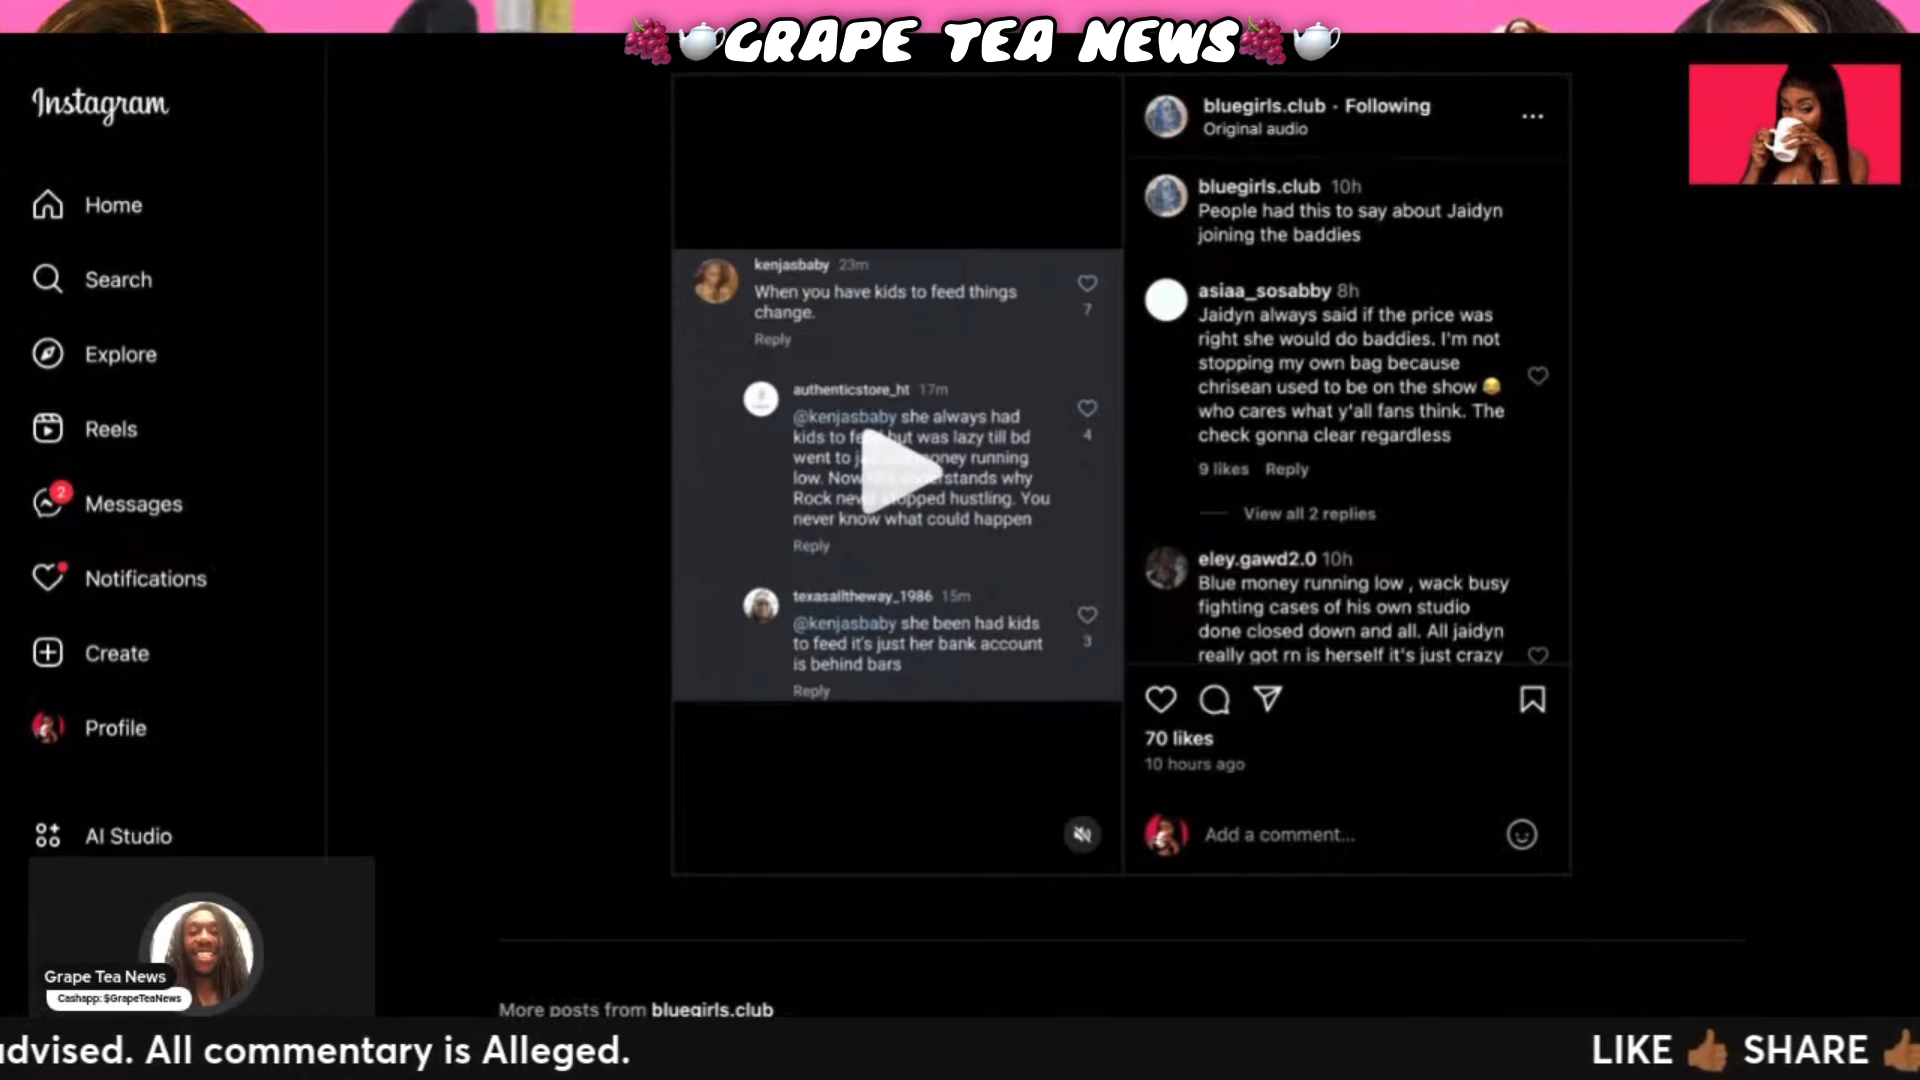 GRAPE TEA NEWS
Instagram
Home
Search
Explore
Reels
2
Messages
Notifications
Create
Profile
AI Studio
kenjasbaby 23m
When you have kids to feed things
change.
7
Reply
authenticstore_ht 17m
@kenjasbaby she always had
kids to but was lazy till bd
went to money running
low. Now why
Rock hustling. You
never know what could happen
4
Reply
texasalltheway_1986 15m
@kenjasbaby she been had kids
to feed it's just her bank account
is behind bars
3
Reply
bluegirls.club · Following
Original audio
bluegirls.club 10h
People had this to say about Jaidyn
joining the baddies
asiaa_sosabby 8h
Jaidyn always said if the price was
right she would do baddies. I'm not
stopping my own bag because
chrisean used to be on the show 😂
who cares what y'all fans think. The
check gonna clear regardless
9 likes Reply
View all 2 replies
eley.gawd2.0 10h
Blue money running low , wack busy
fighting cases of his own studio
done closed down and all. All jaidyn
really got rn is herself it's just crazy
70 likes
10 hours ago
Add a comment...
Grape Tea News
Cashapp: $GrapeTeaNews
More posts from bluegirls.club
advised. All commentary is Alleged.
LIKE 👍🏾 SHARE 👍🏾